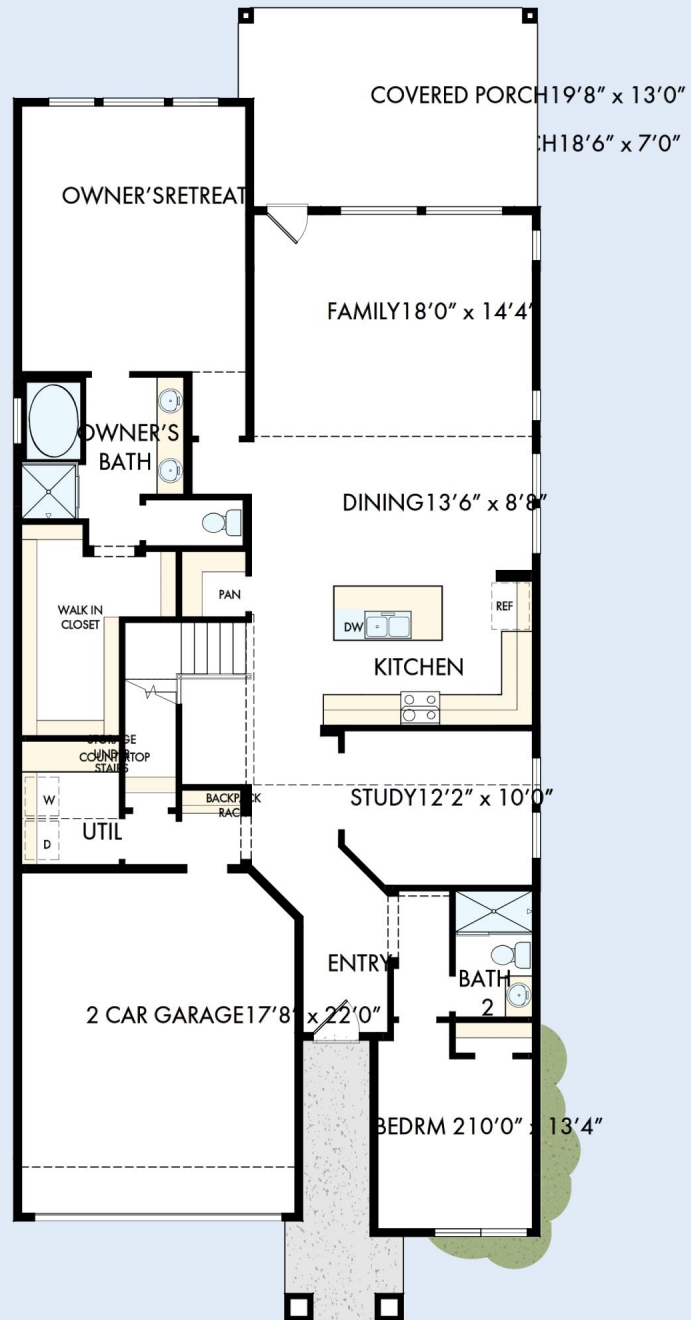 COVERED PORCH19’8” x 13’0”
CH18’6” x 7’0”
OWNER’SRETREAT
FAMILY18’0” x 14’4”
OWNER’S
BATH
DINING13’6” x 8’8”
PAN
REF
WALK IN
CLOSET
DW
KITCHEN
STORAGE
UNDER
STAIRS
COUNTERTOP
W
D
UTIL
BACKPACK
RACK
STUDY12’2” x 10’0”
ENTRY
BATH
2
2 CAR GARAGE17’8” x 22’0”
BEDRM 210’0” x 13’4”